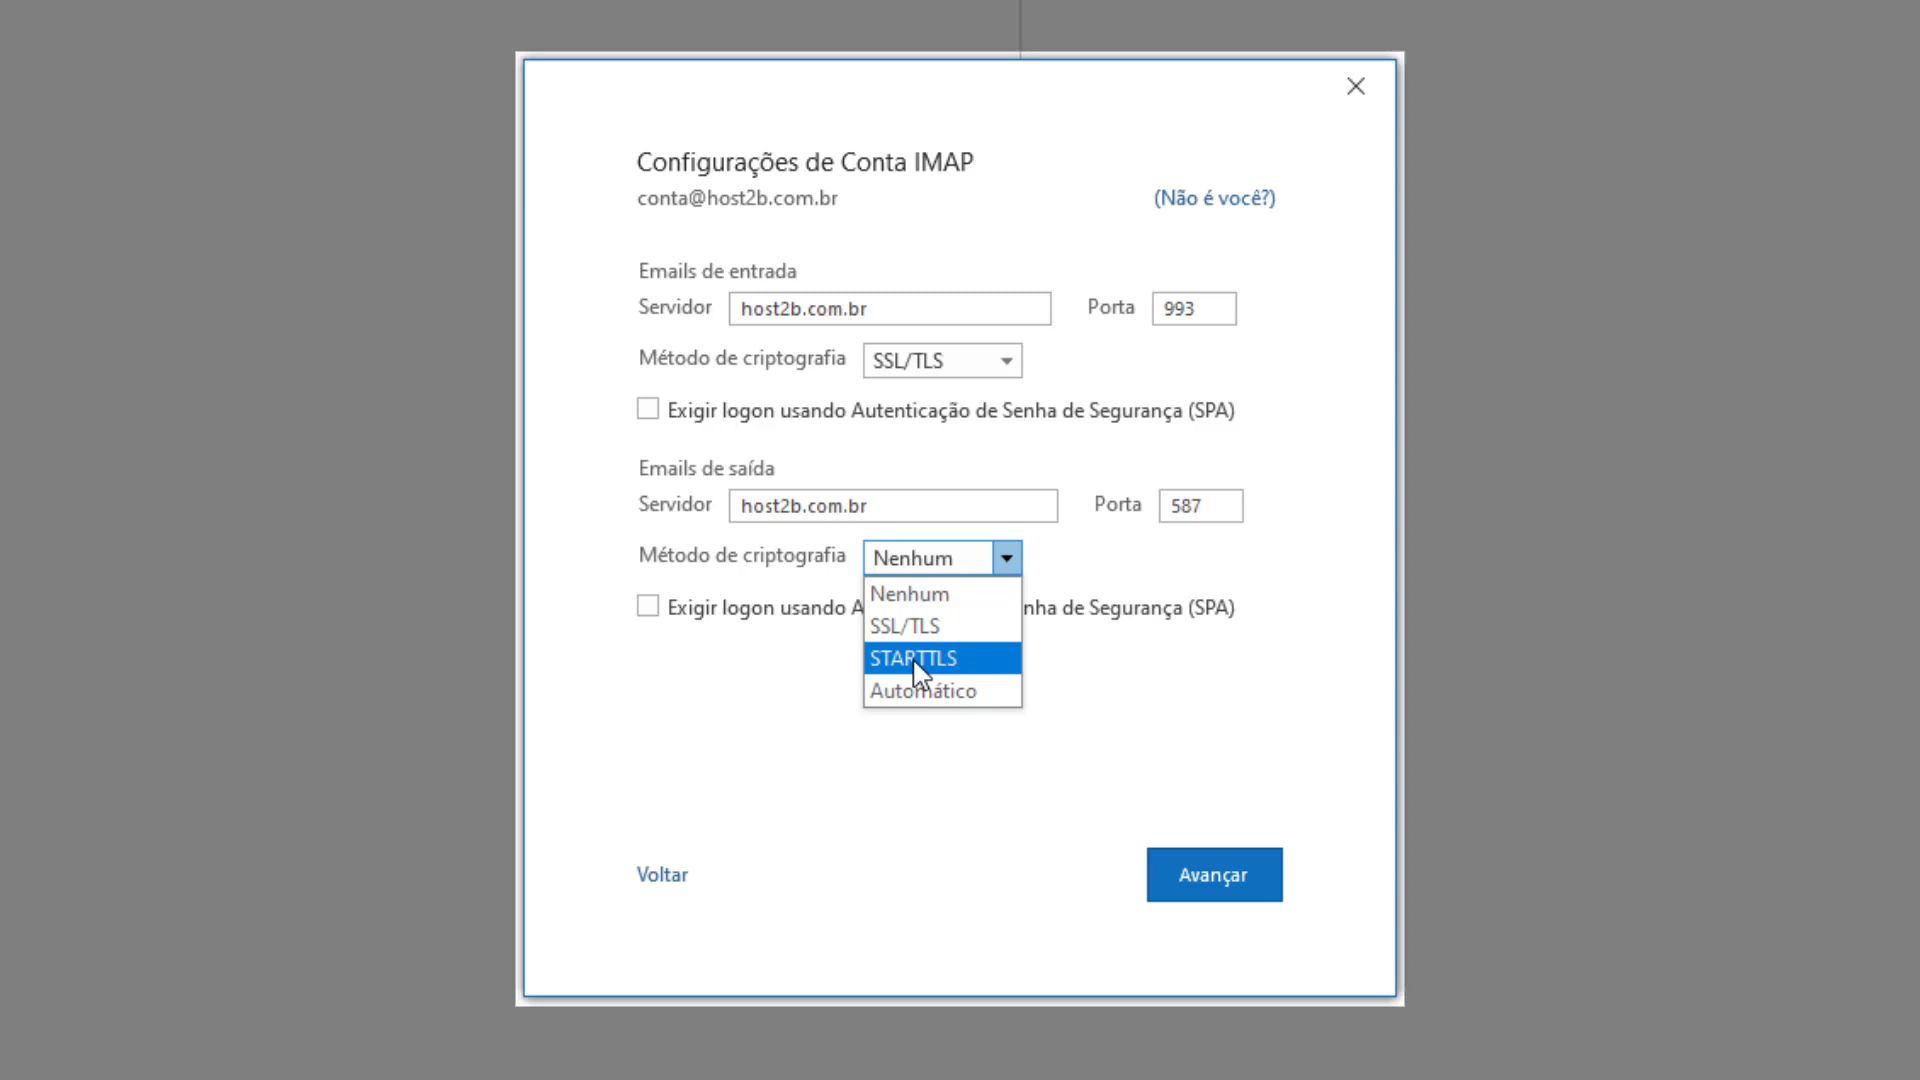 Configurações de Conta IMAP
conta@host2b.com.br (Não é você?)
Emails de entrada
Servidor host2b.com.br Porta 993
Método de criptografia SSL/TLS
Exigir logon usando Autenticação de Senha de Segurança (SPA)
Emails de saída
Servidor host2b.com.br Porta 587
Método de criptografia Nenhum
Nenhum
Exigir logon usando A nha de Segurança (SPA)
SSL/TLS
STARTTLS
Automático
Voltar Avançar